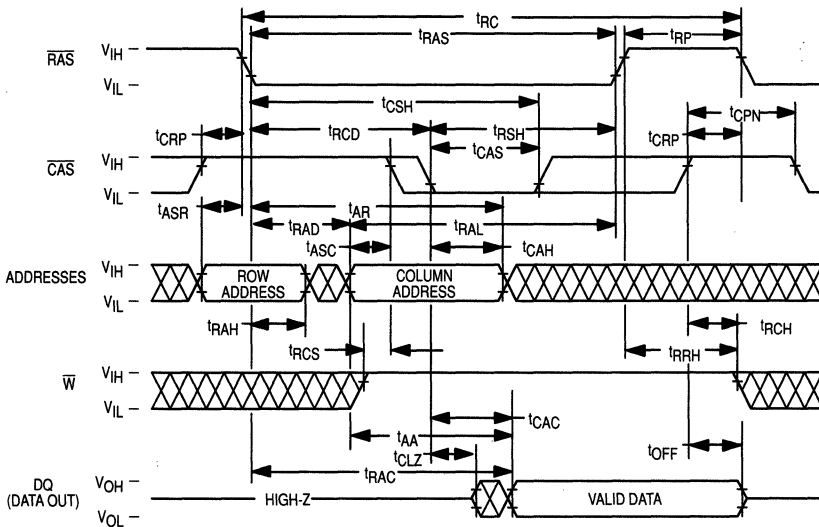 tRC
tRAS
tRP
RAS
VIH
VIL
tCSH
tCPN
tCRP
tRCD
tRSH
tCRP
tCAS
CAS
VIH
VIL
tASR
tAR
tRAD
tRAL
tASC
tCAH
ADDRESSES
VIH
VIL
ROW
ADDRESS
COLUMN
ADDRESS
tRAH
tRCH
tRCS
tRRH
W
VIH
VIL
tCAC
tAA
tCLZ
tOFF
tRAC
DQ
(DATA OUT)
VOH
VOL
HIGH-Z
VALID DATA